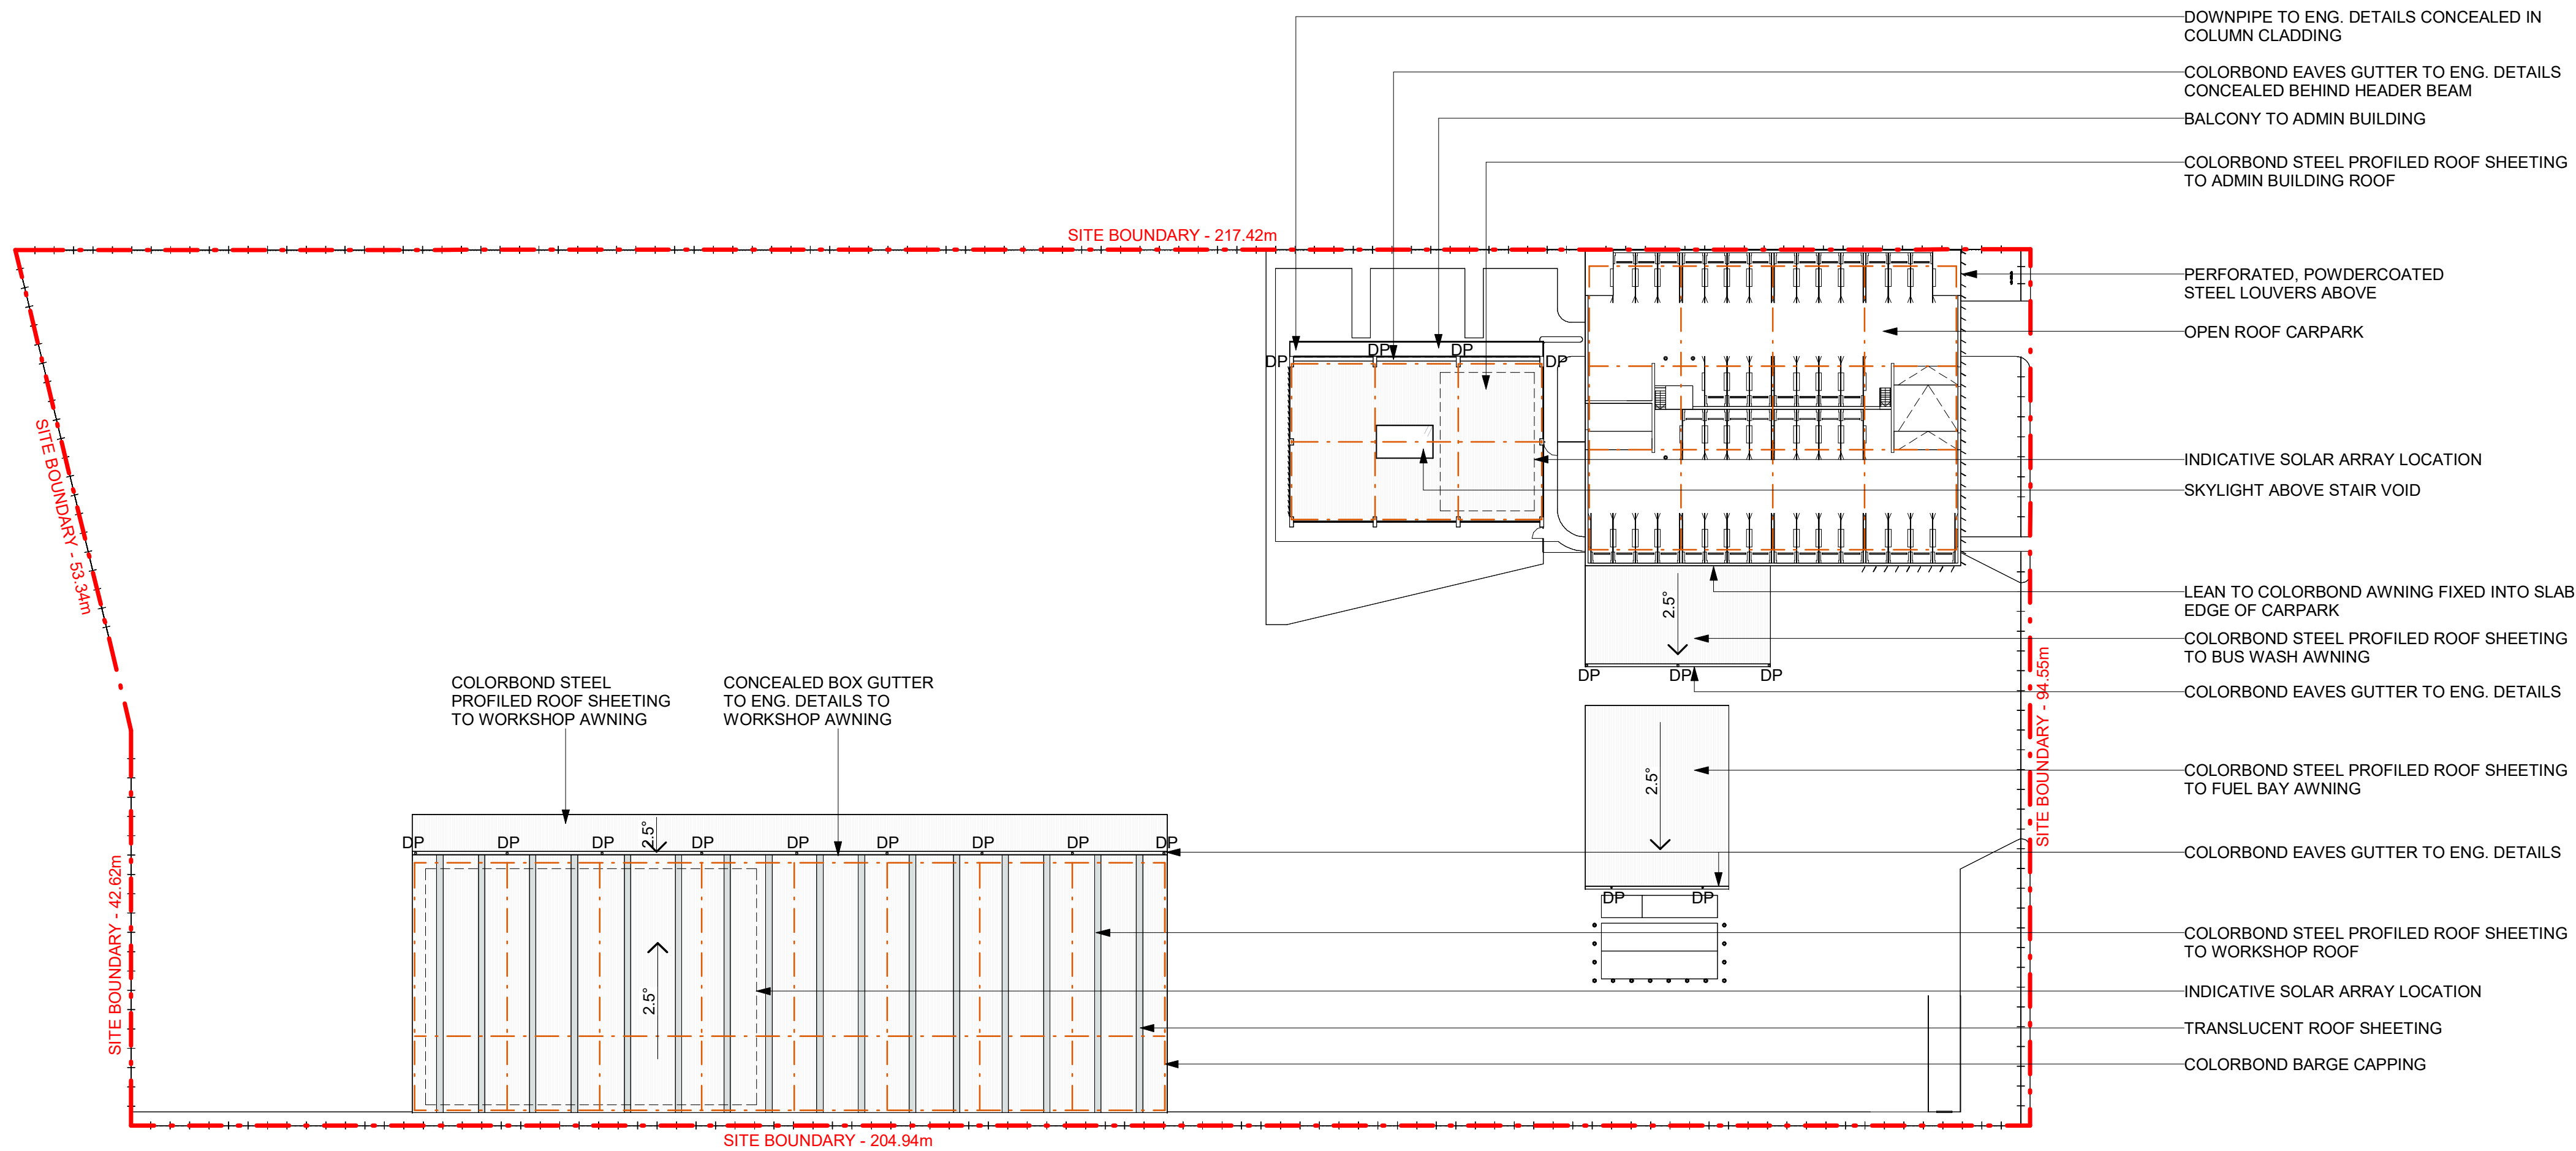 DOWNPIPE TO ENG. DETAILS CONCEALED IN
COLUMN CLADDING
COLORBOND EAVES GUTTER TO ENG. DETAILS
CONCEALED BEHIND HEADER BEAM
BALCONY TO ADMIN BUILDING
COLORBOND STEEL PROFILED ROOF SHEETING
TO ADMIN BUILDING ROOF
SITE BOUNDARY - 217.42m
PERFORATED, POWDERCOATED
STEEL LOUVERS ABOVE
OPEN ROOF CARPARK
DP
DP
DP
DP
SITE BOUNDARY - 53.34m
INDICATIVE SOLAR ARRAY LOCATION
SKYLIGHT ABOVE STAIR VOID
2.5°
LEAN TO COLORBOND AWNING FIXED INTO SLAB
EDGE OF CARPARK
COLORBOND STEEL PROFILED ROOF SHEETING
TO BUS WASH AWNING
DP
DP
DP
COLORBOND EAVES GUTTER TO ENG. DETAILS
SITE BOUNDARY - 94.55m
COLORBOND STEEL
PROFILED ROOF SHEETING
TO WORKSHOP AWNING
CONCEALED BOX GUTTER
TO ENG. DETAILS TO
WORKSHOP AWNING
2.5°
COLORBOND STEEL PROFILED ROOF SHEETING
TO FUEL BAY AWNING
2.5°
DP
DP
DP
DP
DP
DP
DP
DP
DP
COLORBOND EAVES GUTTER TO ENG. DETAILS
DP
DP
SITE BOUNDARY - 42.62m
COLORBOND STEEL PROFILED ROOF SHEETING
TO WORKSHOP ROOF
2.5°
INDICATIVE SOLAR ARRAY LOCATION
TRANSLUCENT ROOF SHEETING
COLORBOND BARGE CAPPING
SITE BOUNDARY - 204.94m